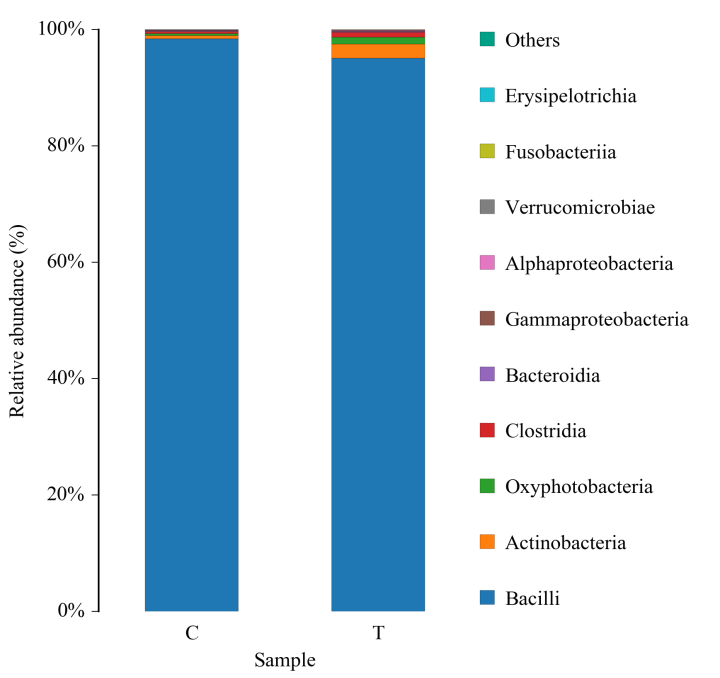 100%
80%
60%
40%
20%
0%
Relative abundance (%)
C
T
Sample
Others
Erysipelotrichia
Fusobacteriia
Verrucomicrobiae
Alphaproteobacteria
Gammaproteobacteria
Bacteroidia
Clostridia
Oxyphotobacteria
Actinobacteria
Bacilli